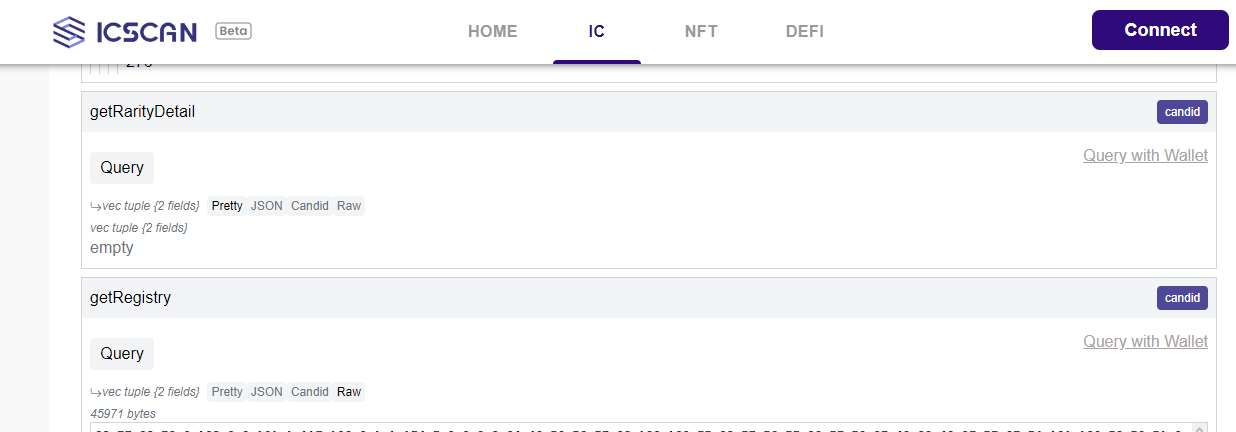 ICSCAN Beta HOME IC NFT DEFI Connect
getRarityDetail candid
Query Query with Wallet
↳vec tuple {2 fields} Pretty JSON Candid Raw
vec tuple {2 fields}
empty
getRegistry candid
Query Query with Wallet
↳vec tuple {2 fields} Pretty JSON Candid Raw
45971 bytes